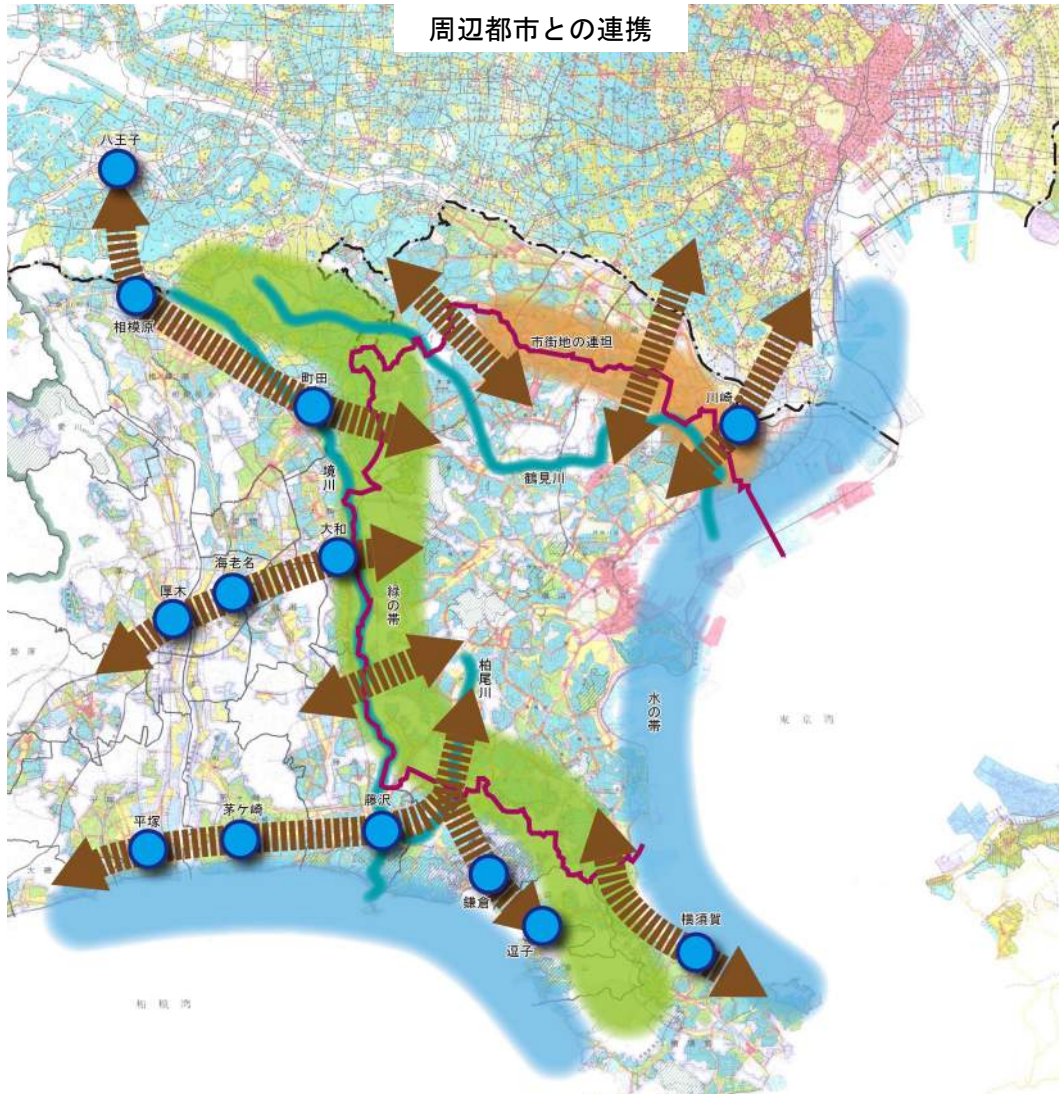 周辺都市との連携
八王子
相模原
市街地の連坦
町田
川崎
境川
鶴見川
大和
海老名
厚木
緑の帯
柏尾川
水の帯
東京湾
藤沢
茅ケ崎
平塚
大磯
鎌倉
逗子
横須賀
相模湾